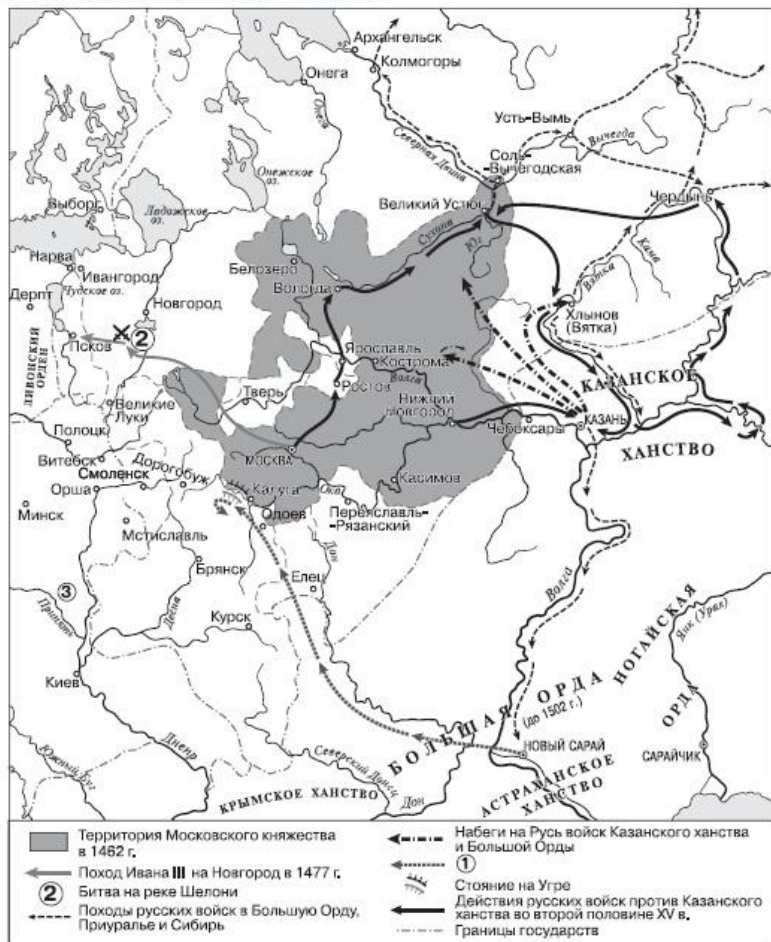 Архангельск
Колмогоры
Онега
Онега
Северная Двина
Усть-Вымь
Вычегда
Соль-
Вычегодская
Онежское
оз.
Выборг
Ладожское
оз.
Великий Устюг
Чердынь
Сухона
Юг
Кама
Белозеро
Вологда
Вятка
Нарва
Ивангород
Чудское оз.
Дерпт
Новгород
Хлынов
(Вятка)
2
Псков
ЛИВОНСКИЙ
ОРДЕН
Ярославль
Кострома
Ростов
Волга
КАЗАНСКОЕ
Тверь
Нижний
Новгород
Великие
Луки
Чебоксары
КАЗАНЬ
ХАНСТВО
Полоцк
Витебск
МОСКВА
Дорогобуж
Смоленск
Орша
Калуга
Ока
Касимов
Минск
Одоев
Переяславль-
Рязанский
Мстиславль
Дон
Брянск
Елец
3
Припять
Десна
Курск
Волга
Яик (Урал)
НОГАЙСКАЯ
ОРДА
Киев
БОЛЬШАЯ ОРДА
(до 1502 г.)
Днепр
Южный Буг
Северский Донец
НОВЫЙ САРАЙ
САРАЙЧИК
КРЫМСКОЕ ХАНСТВО
Дон
АСТРАХАНСКОЕ
ХАНСТВО
Территория Московского княжества
в 1462 г.
Поход Ивана III на Новгород в 1477 г.
2 Битва на реке Шелони
Походы русских войск в Большую Орду,
Приуралье и Сибирь
Набеги на Русь войск Казанского ханства
и Большой Орды
1
Стояние на Угре
Действия русских войск против Казанского
ханства во второй половине XV в.
Границы государств